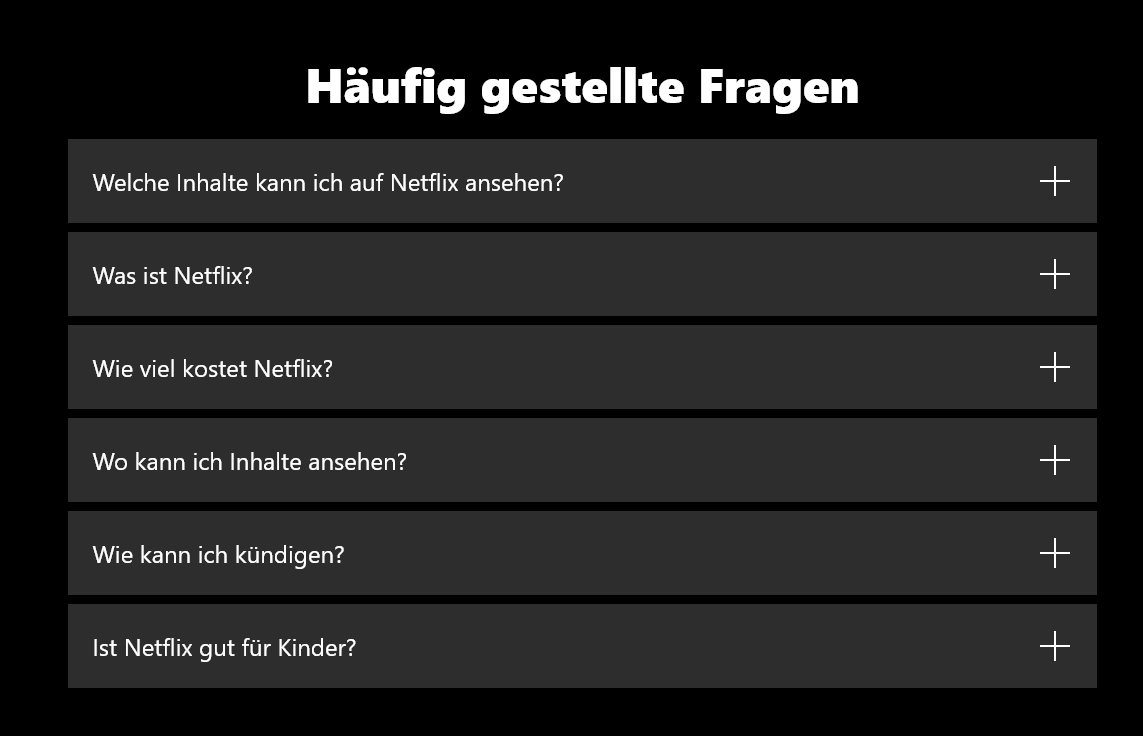 Häufig gestellte Fragen
Welche Inhalte kann ich auf Netflix ansehen?
Was ist Netflix?
Wie viel kostet Netflix?
Wo kann ich Inhalte ansehen?
Wie kann ich kündigen?
Ist Netflix gut für Kinder?